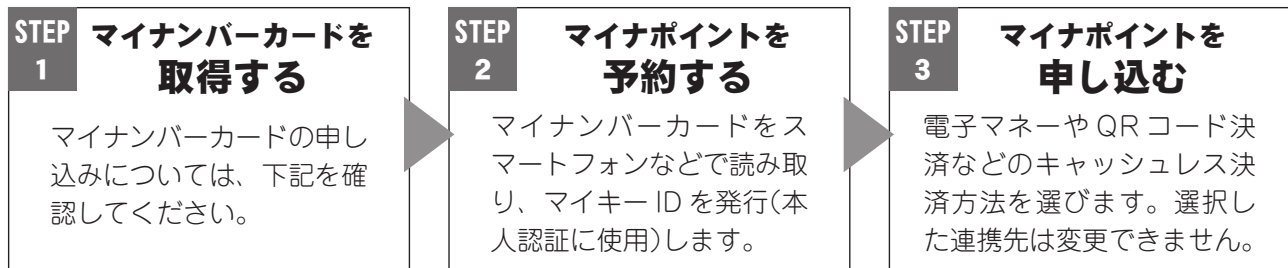 STEP
1
マイナンバーカードを
取得する
マイナンバーカードの申し
込みについては、下記を確
認してください。
STEP
2
マイナポイントを
予約する
マイナンバーカードをス
マートフォンなどで読み取
り、マイキー ID を発行(本
人認証に使用)します。
STEP
3
マイナポイントを
申し込む
電子マネーや QR コード決
済などのキャッシュレス決
済方法を選びます。選択し
た連携先は変更できません。